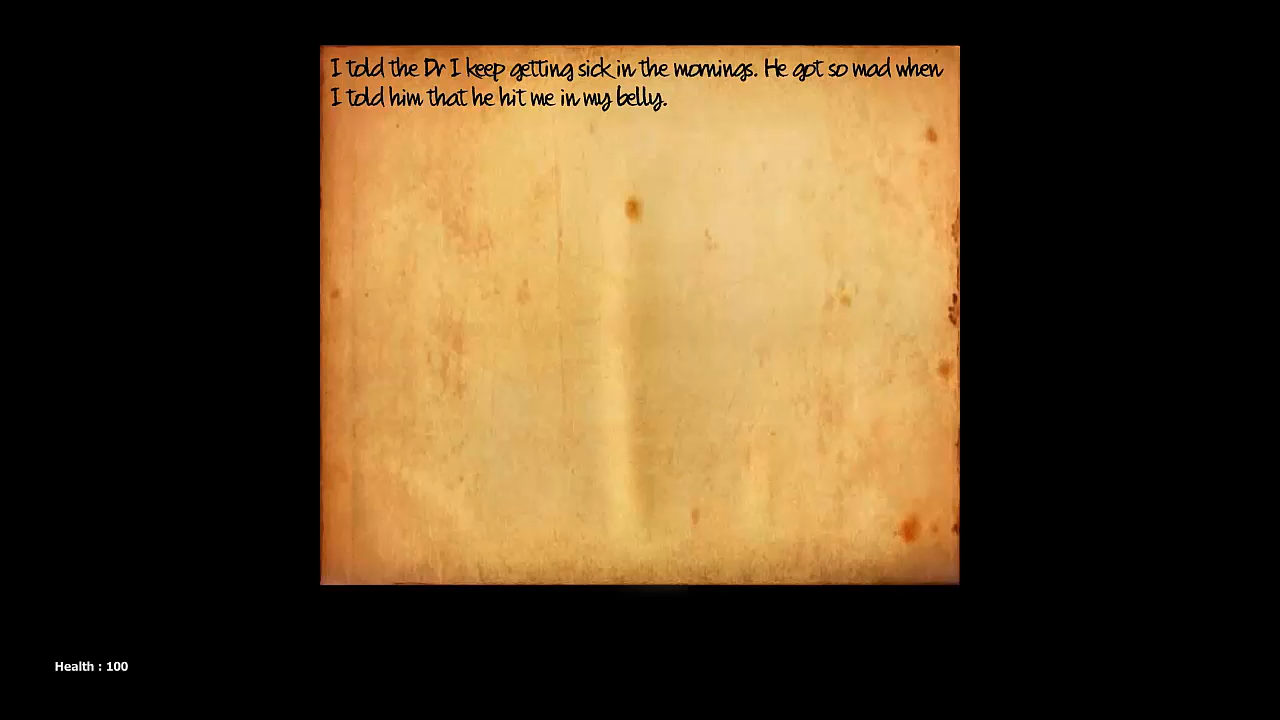 I told the Dr I keep getting sick in the mornings. He got so mad when
I told him that he hit me in my belly.
Health : 100